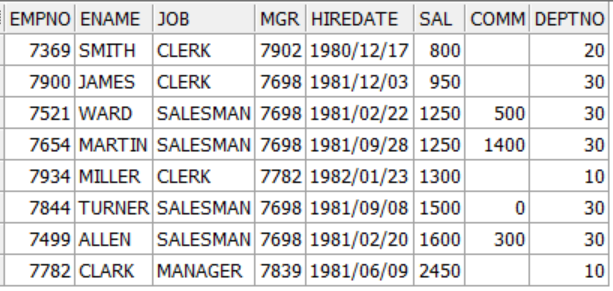 EMPNO ENAME JOB MGR HIREDATE SAL COMM DEPTNO
7369 SMITH CLERK 7902 1980/12/17 800 20
7900 JAMES CLERK 7698 1981/12/03 950 30
7521 WARD SALESMAN 7698 1981/02/22 1250 500 30
7654 MARTIN SALESMAN 7698 1981/09/28 1250 1400 30
7934 MILLER CLERK 7782 1982/01/23 1300 10
7844 TURNER SALESMAN 7698 1981/09/08 1500 0 30
7499 ALLEN SALESMAN 7698 1981/02/20 1600 300 30
7782 CLARK MANAGER 7839 1981/06/09 2450 10